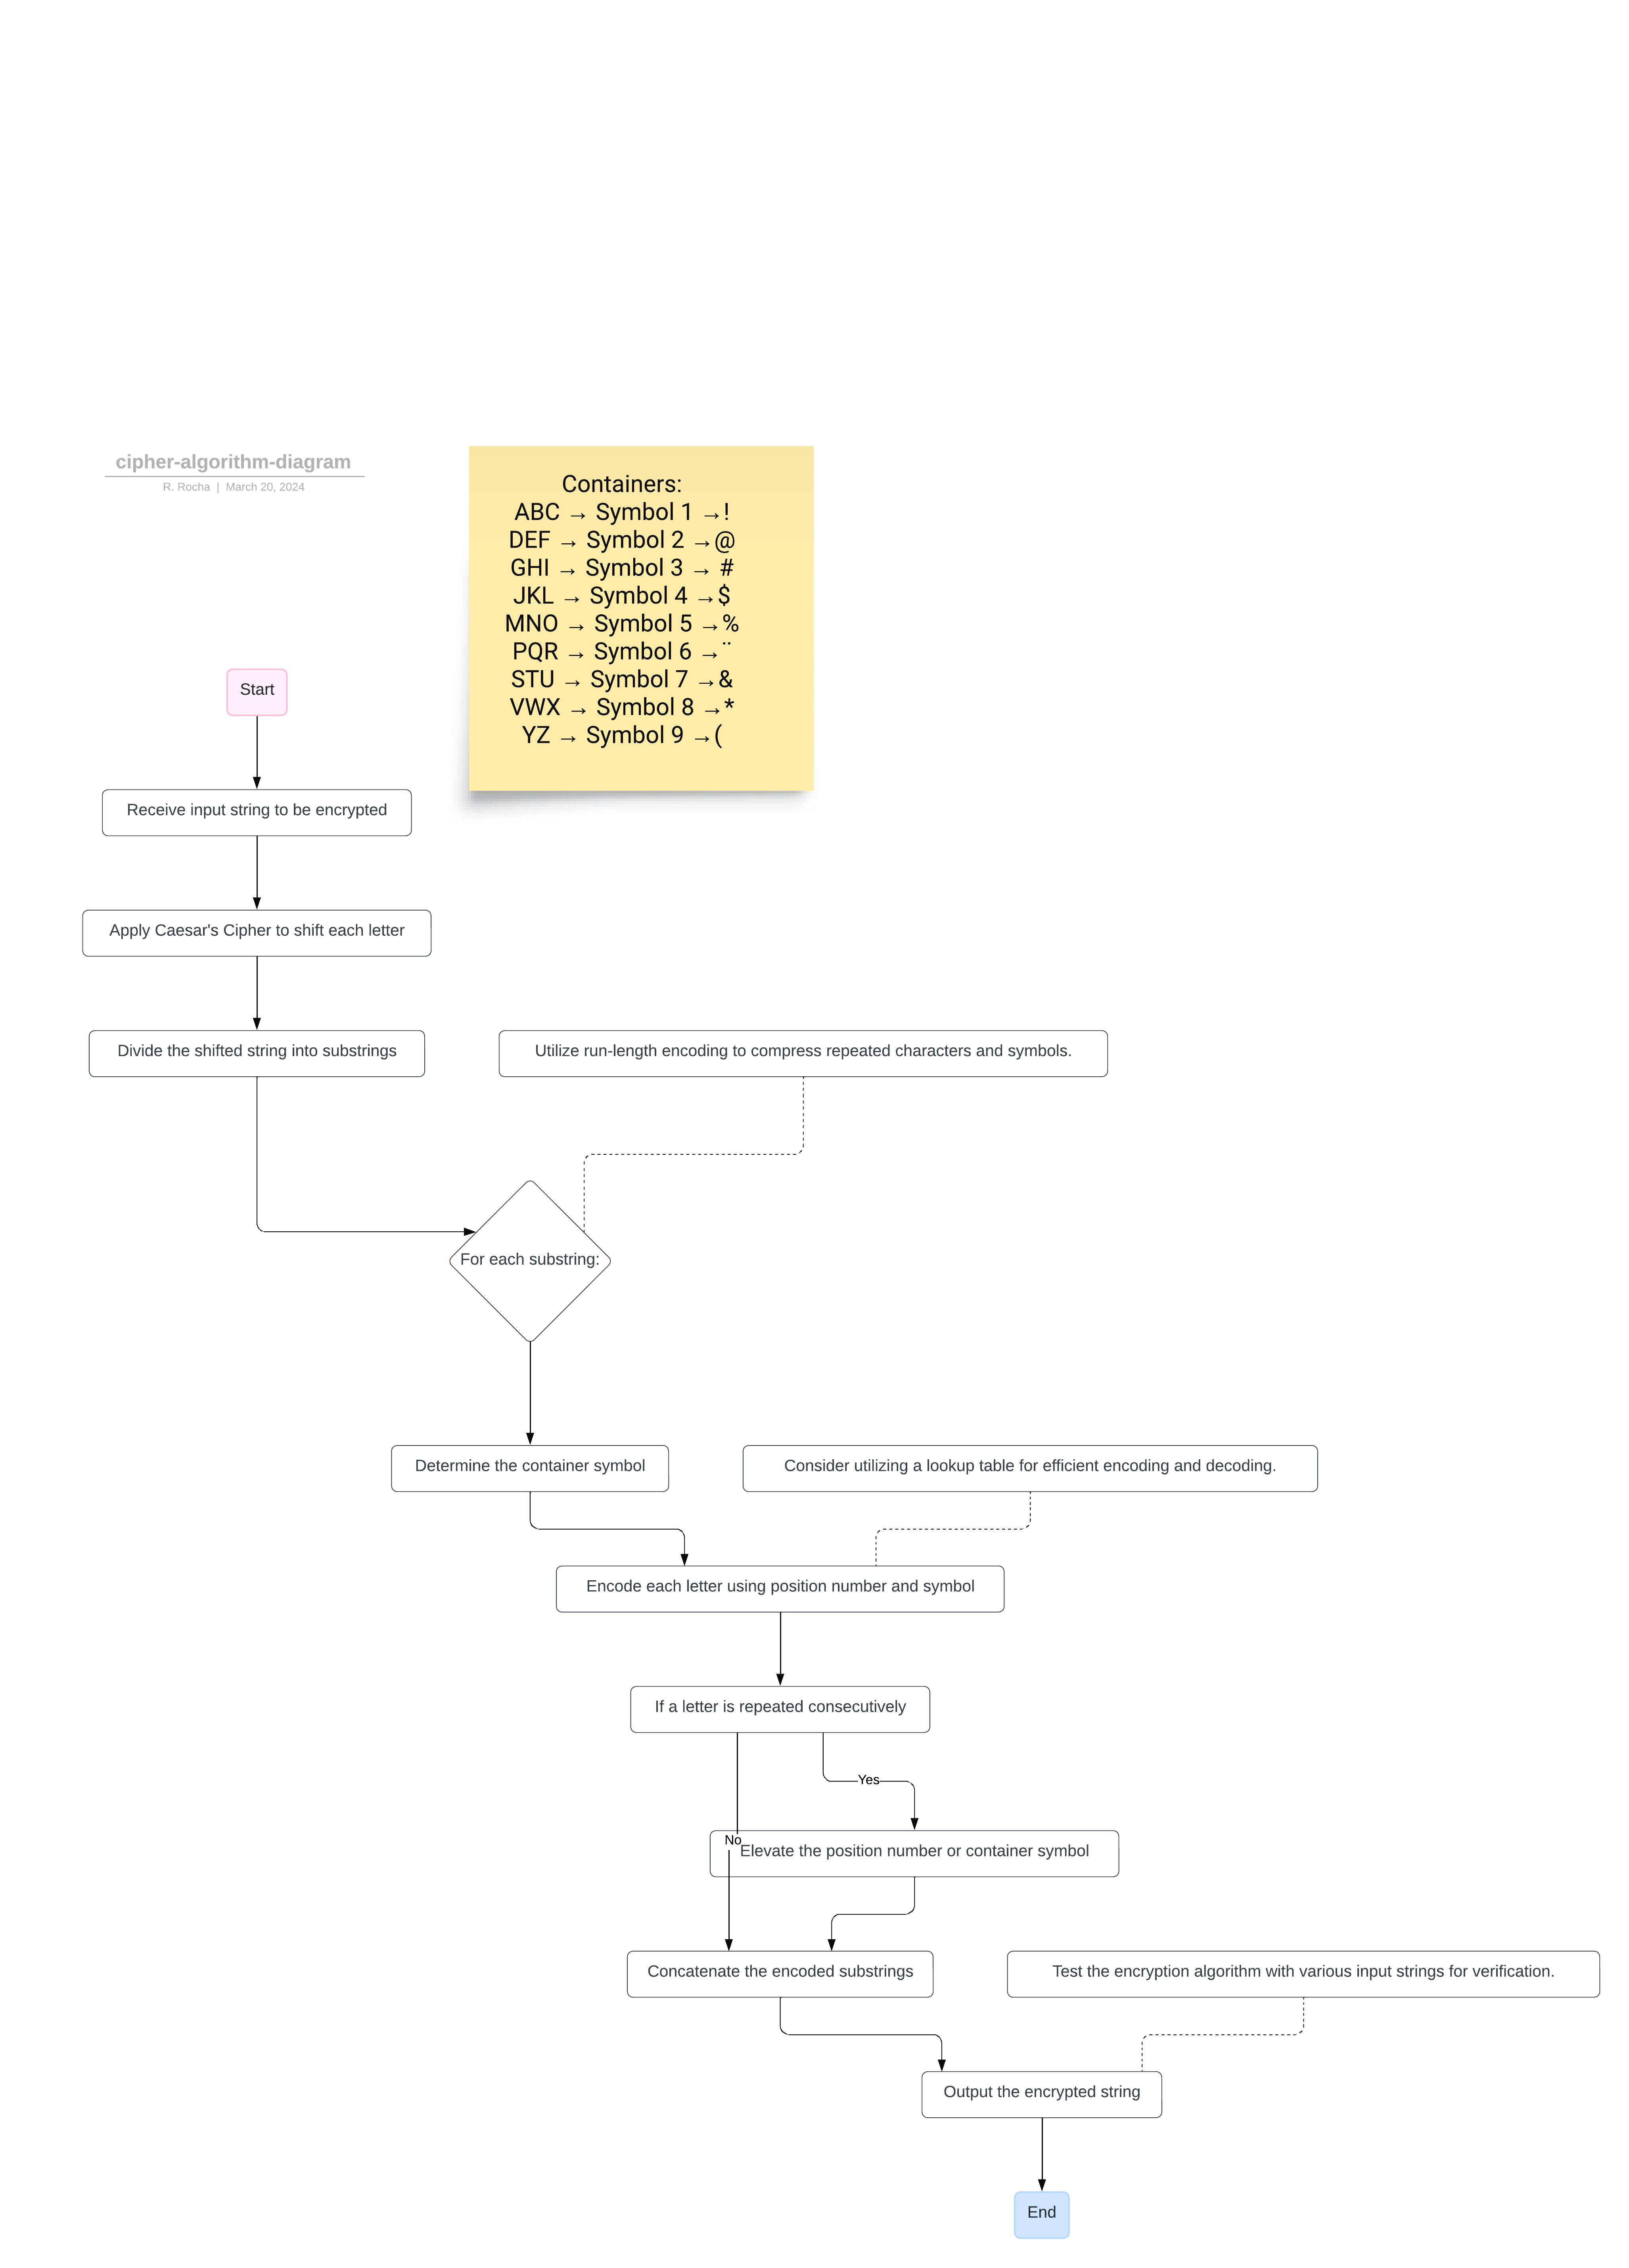 cipher-algorithm-diagram
R. Rocha | March 20, 2024
Containers:
ABC → Symbol 1 →!
DEF → Symbol 2 →@
GHI → Symbol 3 → #
JKL → Symbol 4 →$
MNO → Symbol 5 →%
PQR → Symbol 6 →¨
STU → Symbol 7 →&
VWX → Symbol 8 →*
YZ → Symbol 9 →(
Start
Receive input string to be encrypted
Apply Caesar's Cipher to shift each letter
Divide the shifted string into substrings
Utilize run-length encoding to compress repeated characters and symbols.
For each substring:
Determine the container symbol
Consider utilizing a lookup table for efficient encoding and decoding.
Encode each letter using position number and symbol
If a letter is repeated consecutively
Yes
No
Elevate the position number or container symbol
Concatenate the encoded substrings
Test the encryption algorithm with various input strings for verification.
Output the encrypted string
End